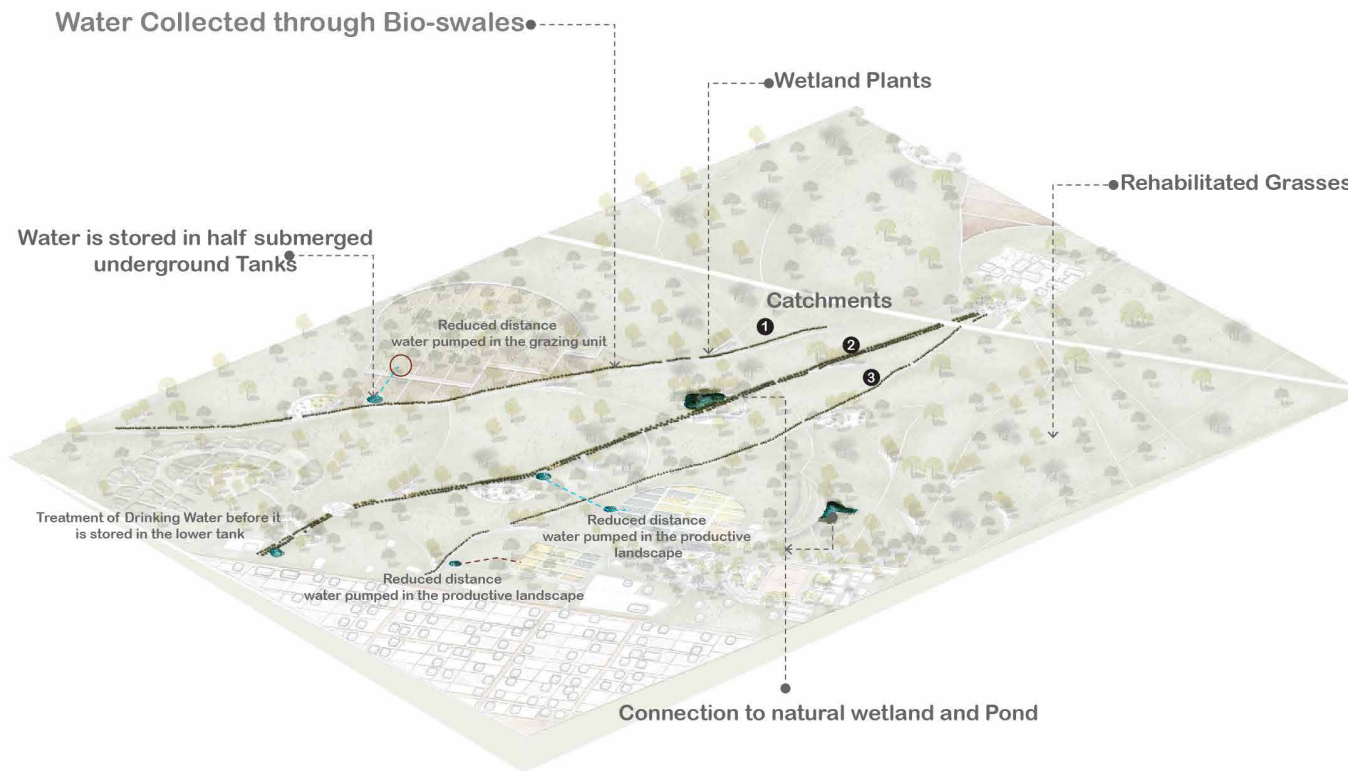 Water Collected through Bio-swales
Wetland Plants
Rehabilitated Grasses
Water is stored in half submerged
underground Tanks
Catchments
1
2
3
Reduced distance
water pumped in the grazing unit
Treatment of Drinking Water before it
is stored in the lower tank
Reduced distance
water pumped in the productive
landscape
Reduced distance
water pumped in the productive landscape
Connection to natural wetland and Pond